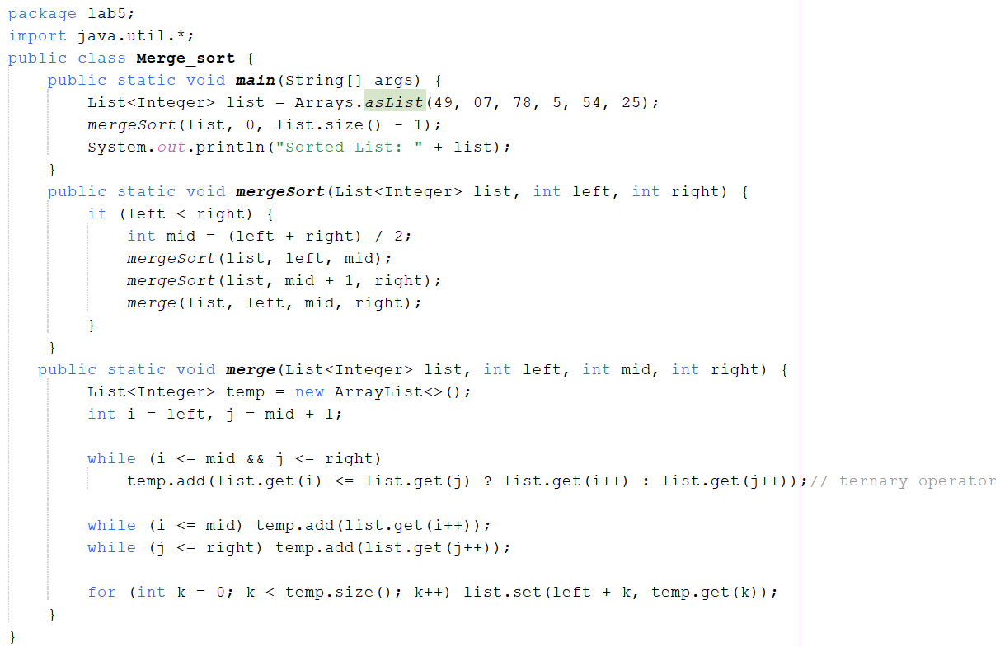 package lab5;
import java.util.*;
public class Merge_sort {
    public static void main(String[] args) {
        List<Integer> list = Arrays.asList(49, 07, 78, 5, 54, 25);
        mergeSort(list, 0, list.size() - 1);
        System.out.println("Sorted List: " + list);
    }
    public static void mergeSort(List<Integer> list, int left, int right) {
        if (left < right) {
            int mid = (left + right) / 2;
            mergeSort(list, left, mid);
            mergeSort(list, mid + 1, right);
            merge(list, left, mid, right);
        }
    }
   public static void merge(List<Integer> list, int left, int mid, int right) {
        List<Integer> temp = new ArrayList<>();
        int i = left, j = mid + 1;

        while (i <= mid && j <= right)
            temp.add(list.get(i) <= list.get(j) ? list.get(i++) : list.get(j++));// ternary operator

        while (i <= mid) temp.add(list.get(i++));
        while (j <= right) temp.add(list.get(j++));

        for (int k = 0; k < temp.size(); k++) list.set(left + k, temp.get(k));
    }
}